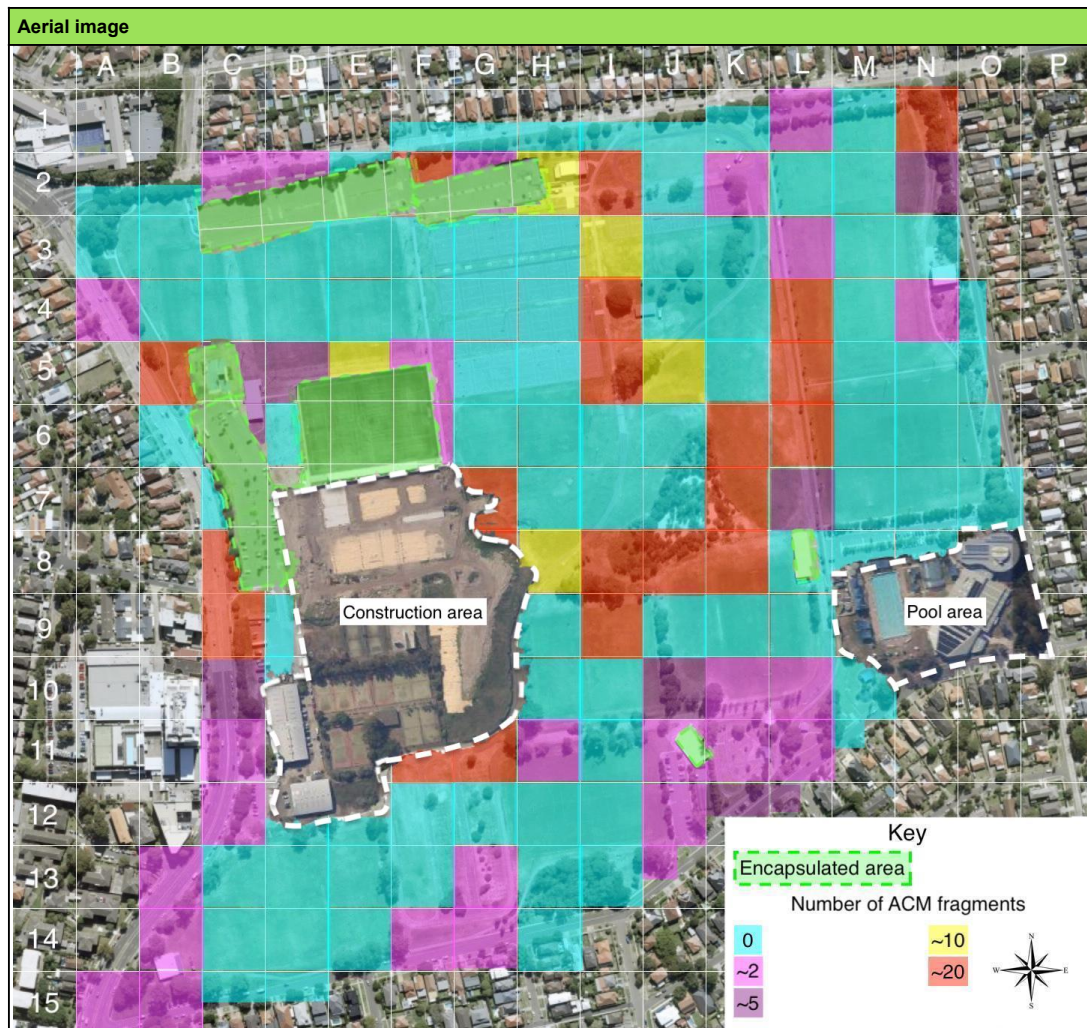 Aerial image
A B C D E F G H I J K L M N O P
1
2
3
4
5
6
7
8
9
10
11
12
13
14
15
Construction area
Pool area
Key
Encapsulated area
Number of ACM fragments
0 ~10
~2 ~20
~5
N
W E
S